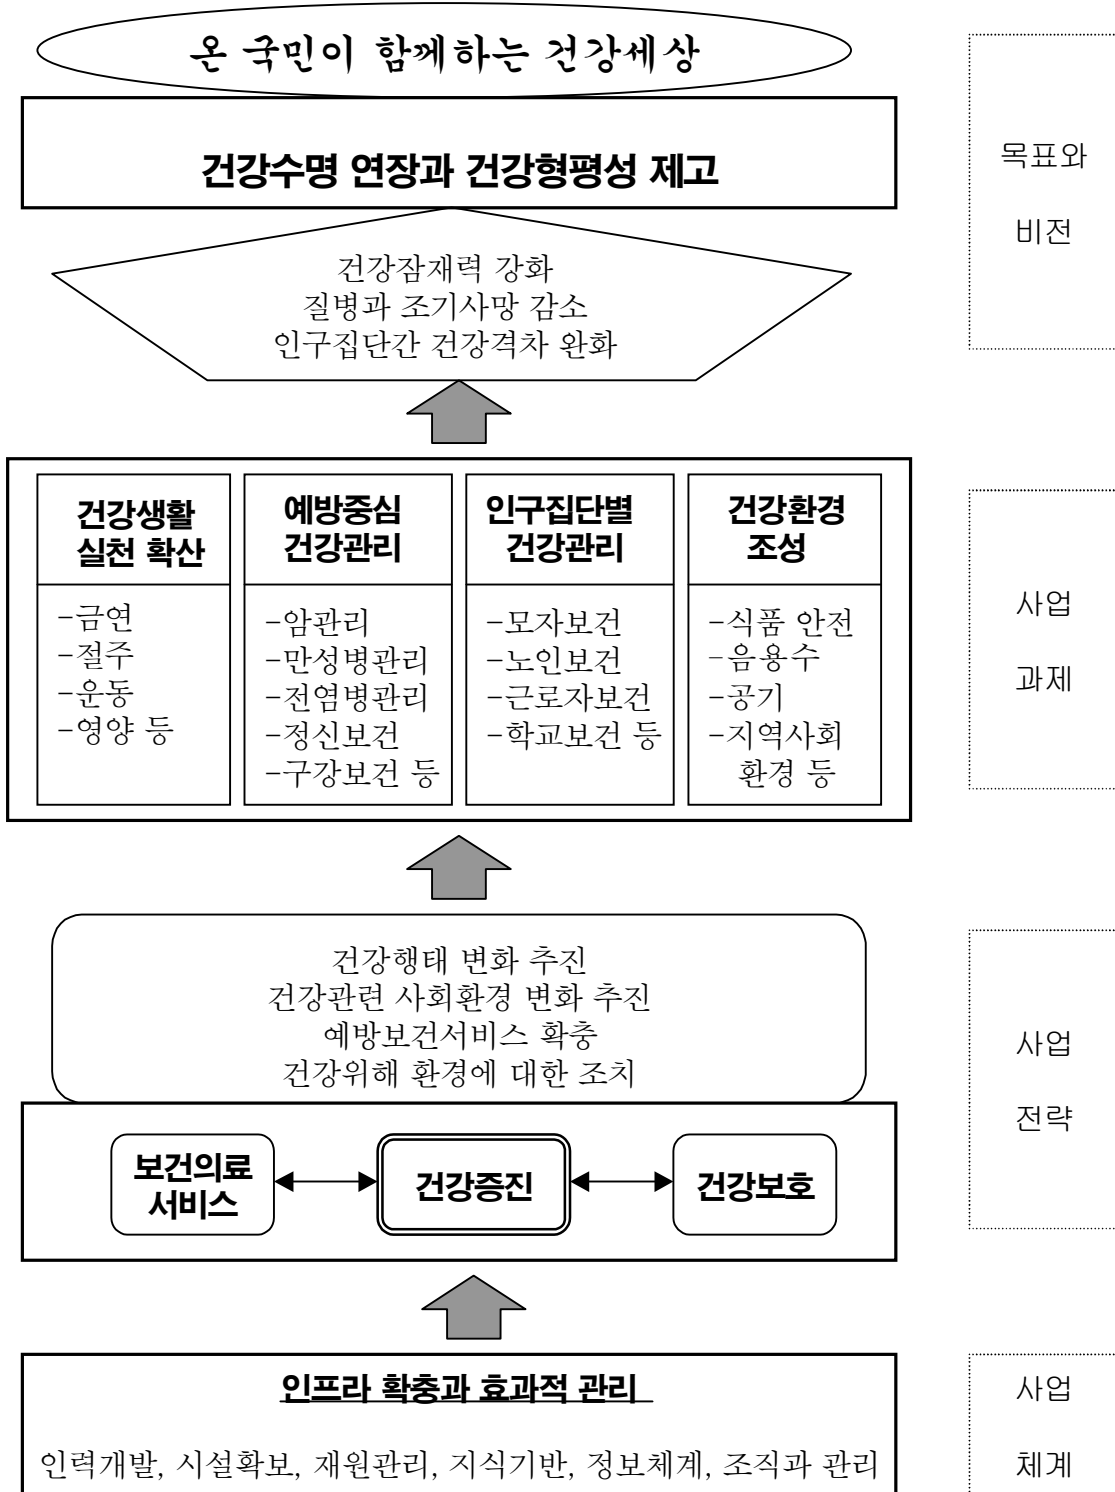 온 국민이 함께하는 건강세상
건강수명 연장과 건강형평성 제고
건강잠재력 강화
질병과 조기사망 감소
인구집단간 건강격차 완화
목표와
비전
건강생활
실천 확산
-금연
-절주
-운동
-영양 등
예방중심
건강관리
-암관리
-만성병관리
-전염병관리
-정신보건
-구강보건 등
인구집단별
건강관리
-모자보건
-노인보건
-근로자보건
-학교보건 등
건강환경
조성
-식품 안전
-음용수
-공기
-지역사회
환경 등
사업
과제
건강행태 변화 추진
건강관련 사회환경 변화 추진
예방보건서비스 확충
건강위해 환경에 대한 조치
보건의료
서비스
건강증진
건강보호
사업
전략
인프라 확충과 효과적 관리
인력개발, 시설확보, 재원관리, 지식기반, 정보체계, 조직과 관리
사업
체계